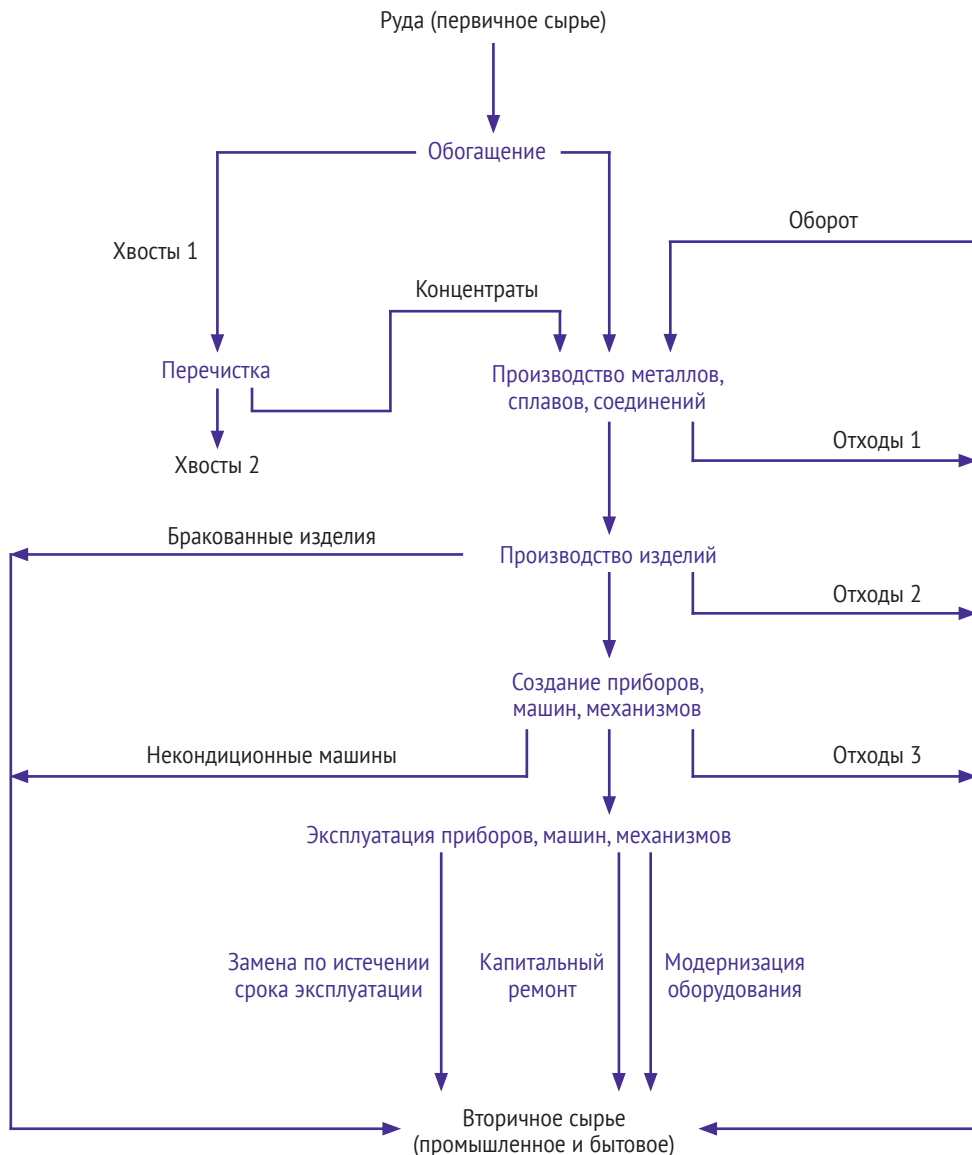 Руда (первичное сырье)
Обогащение
Оборот
Хвосты 1
Концентраты
Перечистка
Производство металлов,
сплавов, соединений
Отходы 1
Хвосты 2
Бракованные изделия
Производство изделий
Отходы 2
Создание приборов,
машин, механизмов
Некондиционные машины
Отходы 3
Эксплуатация приборов, машин, механизмов
Замена по истечении
срока эксплуатации
Капитальный
ремонт
Модернизация
оборудования
Вторичное сырье
(промышленное и бытовое)